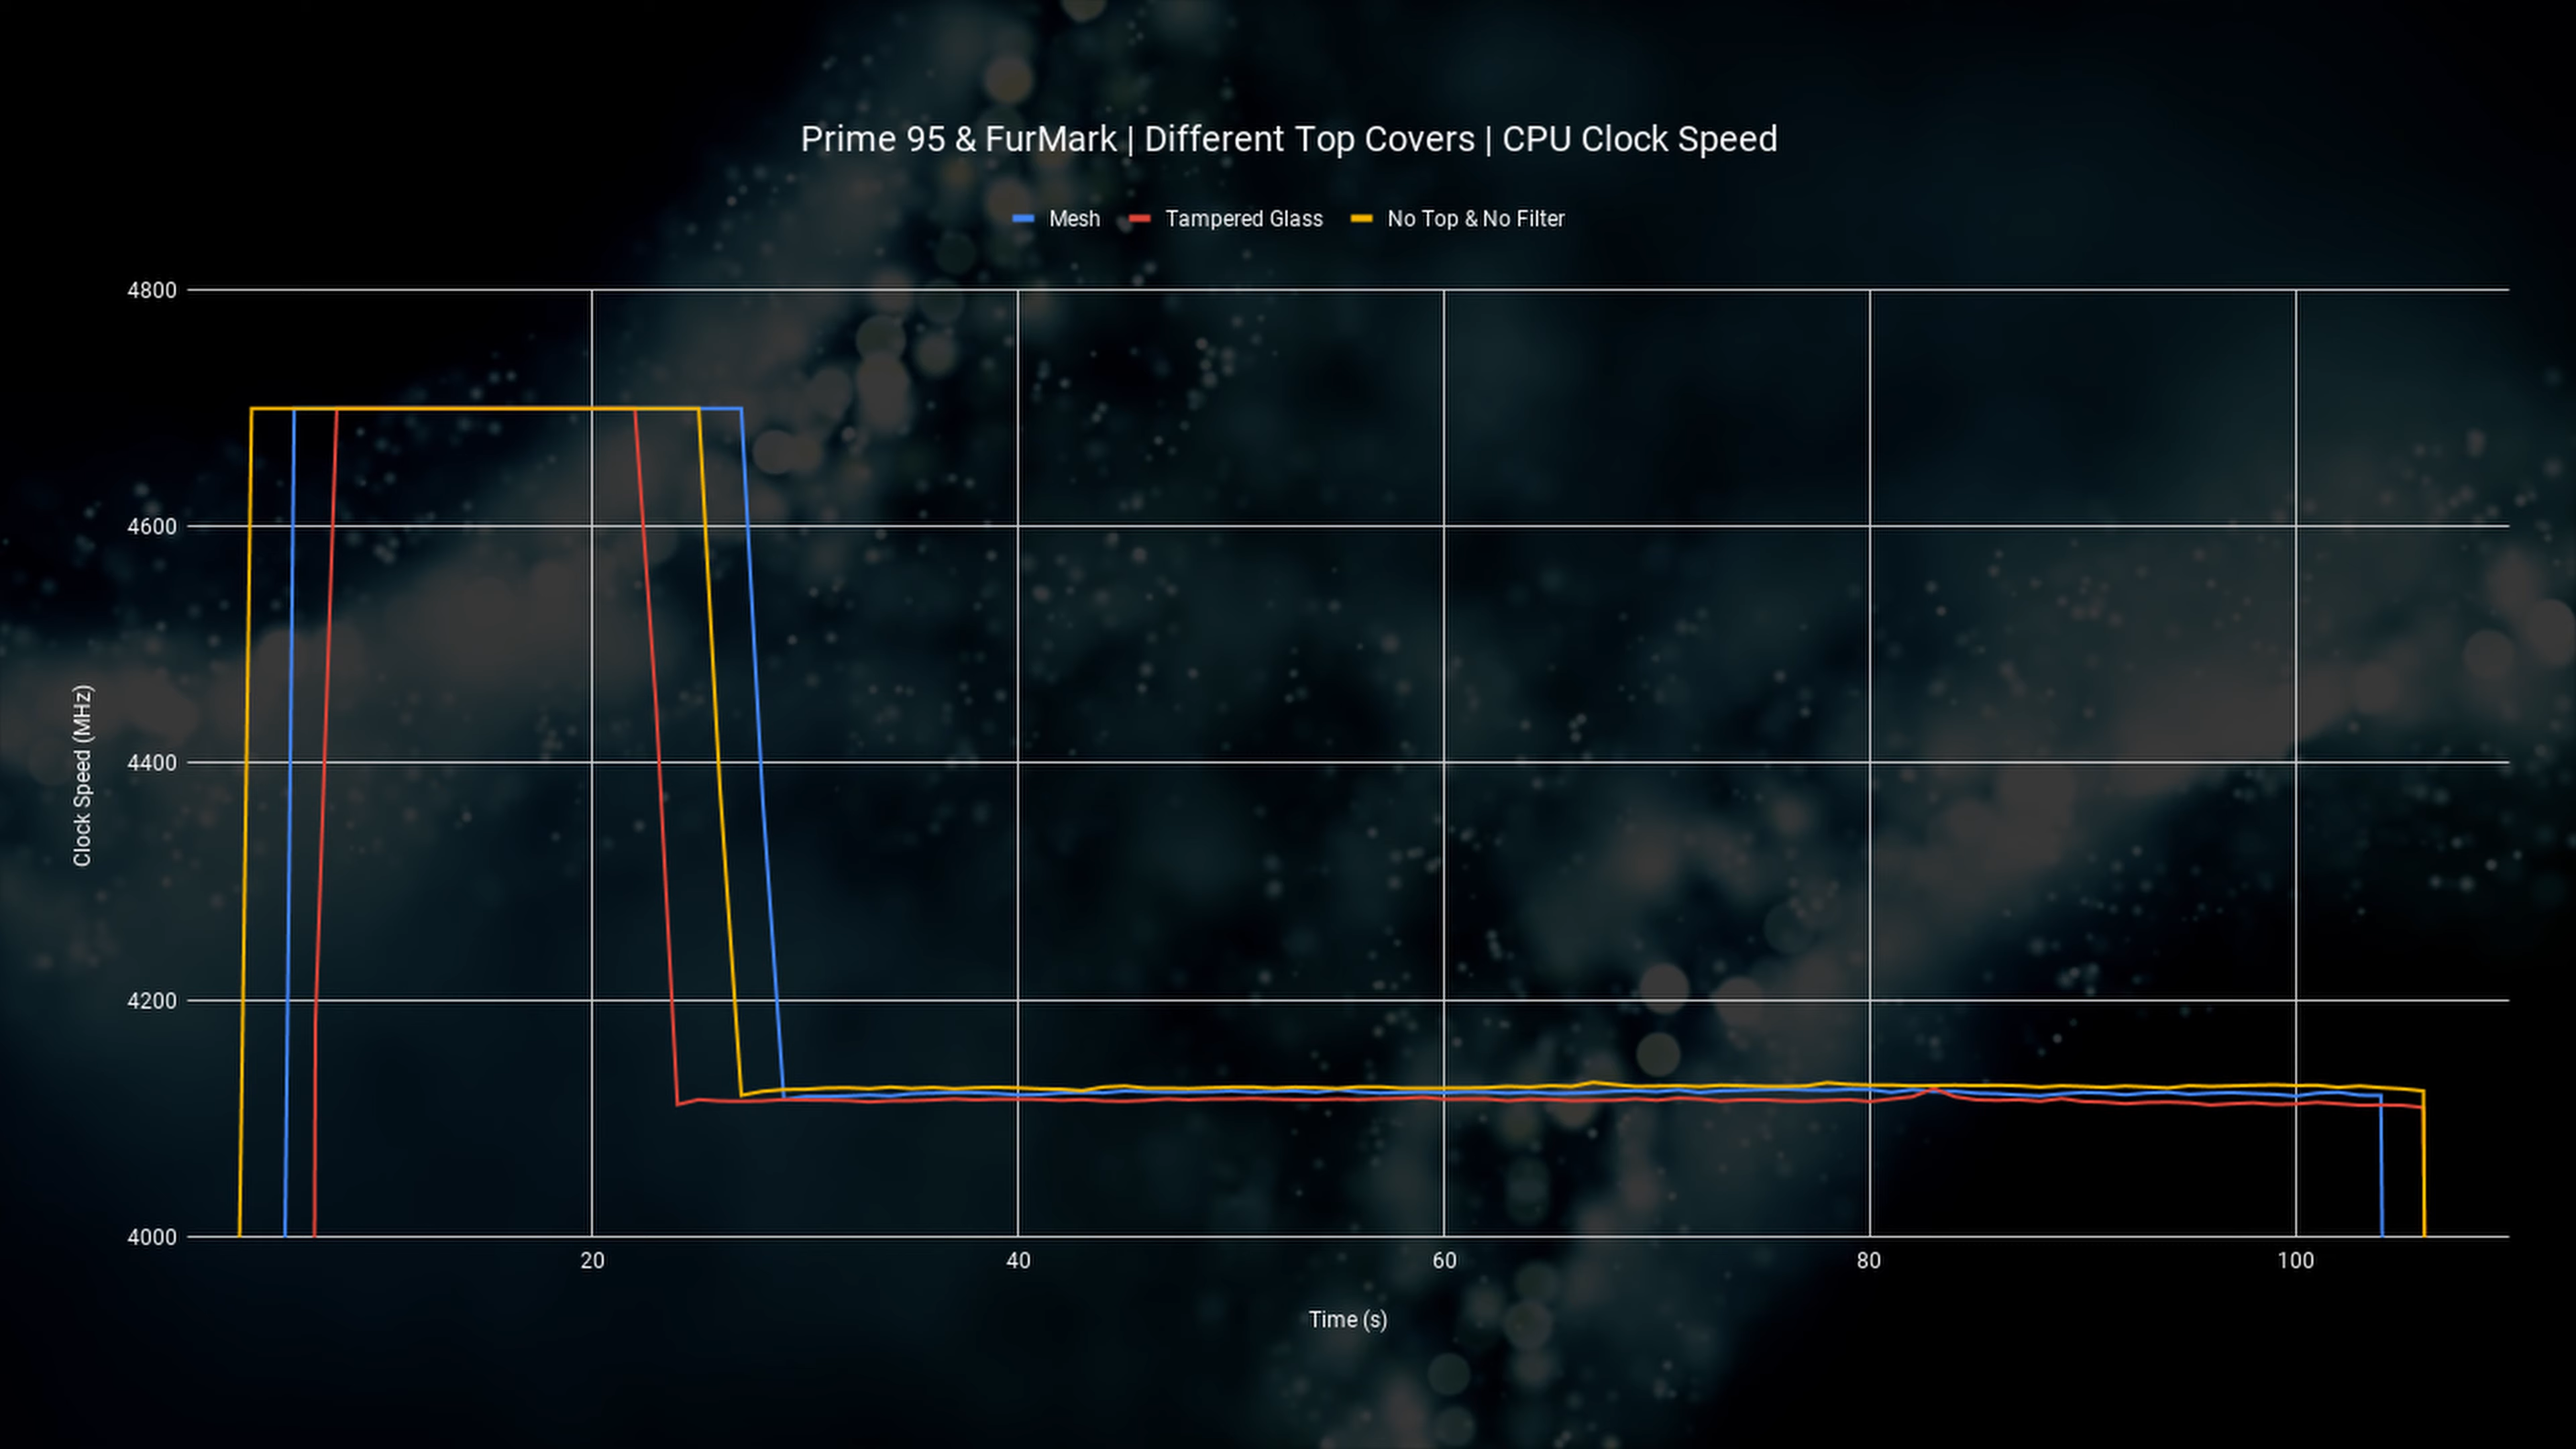 Prime 95 & FurMark | Different Top Covers | CPU Clock Speed
Mesh Tampered Glass No Top & No Filter
4800
4600
4400
4200
4000
Clock Speed (MHz)
20 40 60 80 100
Time (s)